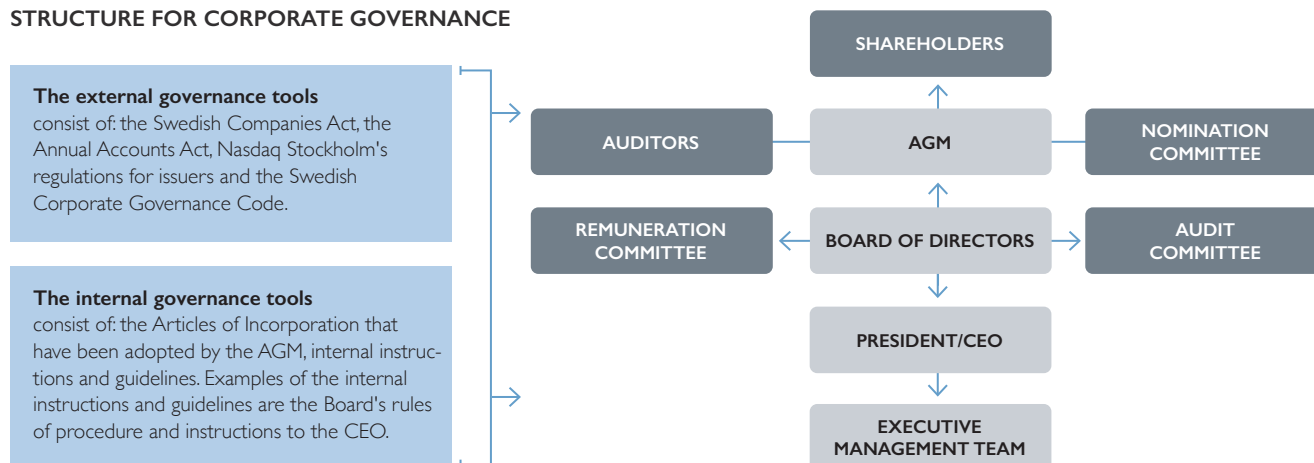 STRUCTURE FOR CORPORATE GOVERNANCE
The external governance tools
consist of: the Swedish Companies Act, the
Annual Accounts Act, Nasdaq Stockholm's
regulations for issuers and the Swedish
Corporate Governance Code.
The internal governance tools
consist of: the Articles of Incorporation that
have been adopted by the AGM, internal instruc-
tions and guidelines. Examples of the internal
instructions and guidelines are the Board's rules
of procedure and instructions to the CEO.
SHAREHOLDERS
AUDITORS
AGM
NOMINATION
COMMITTEE
REMUNERATION
COMMITTEE
BOARD OF DIRECTORS
AUDIT
COMMITTEE
PRESIDENT/CEO
EXECUTIVE
MANAGEMENT TEAM